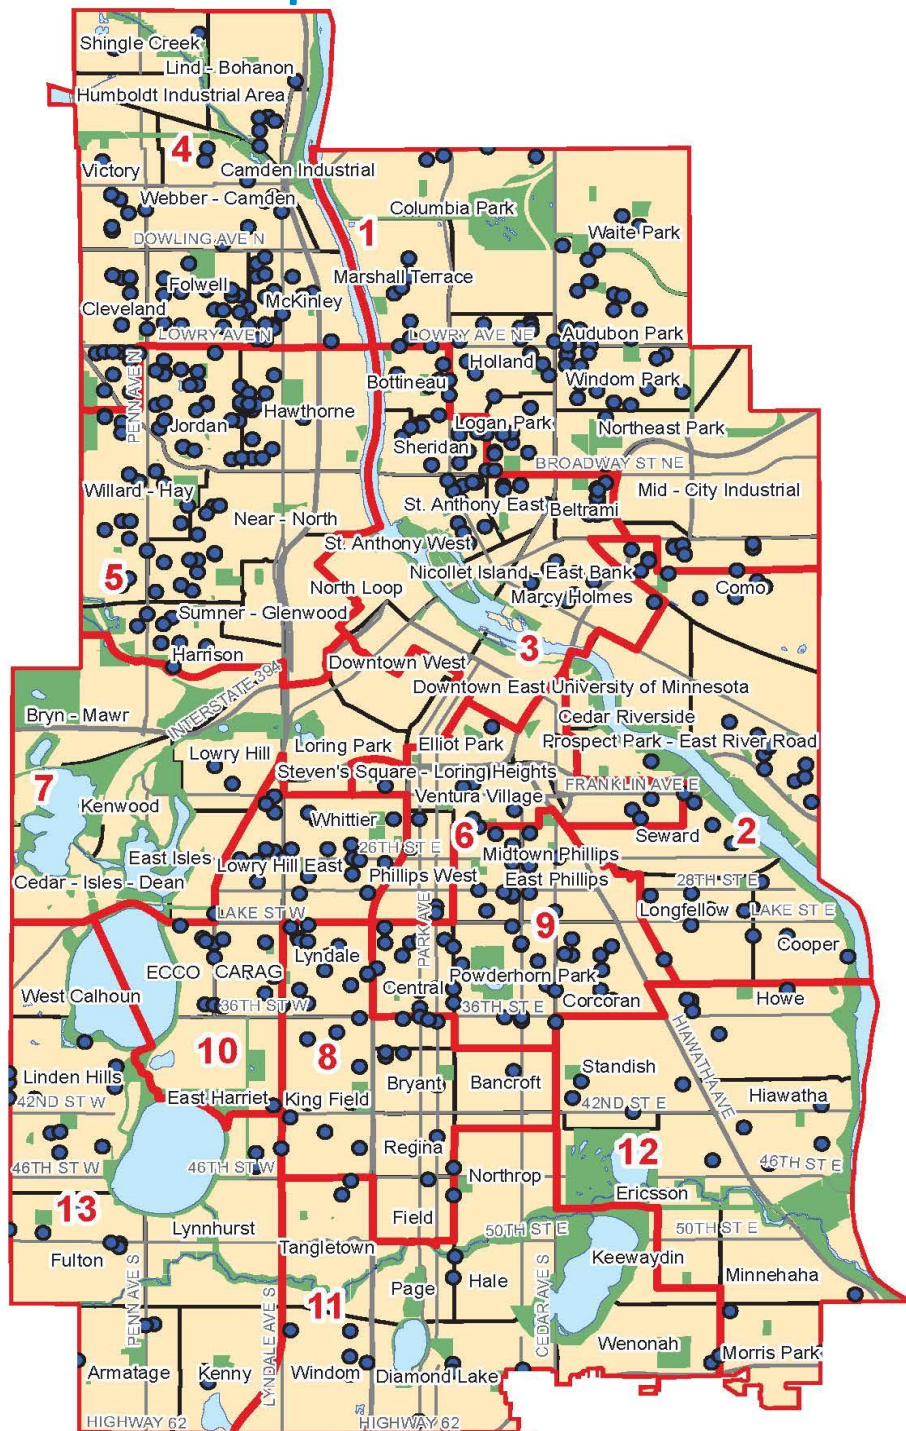 Shingle Creek
Lind - Bohanon
Humboldt Industrial Area
4
Victory
Camden Industrial
Webber - Camden
Columbia Park
1
Waite Park
DOWLING AVE N
Marshall Terrace
Folwell
Cleveland
McKinley
LOWRY AVE N
LOWRY AVE NE
Audubon Park
Holland
PENN AVE N
Bottineau
Windom Park
Hawthorne
Jordan
Logan Park
Northeast Park
Sheridan
BROADWAY ST NE
Willard - Hay
Mid - City Industrial
St. Anthony East
Beltrami
Near - North
St. Anthony West
5
Nicollet Island - East Bank
North Loop
Como
Marcy Holmes
Sumner - Glenwood
3
Harrison
Downtown West
INTERSTATE 394
Downtown East
University of Minnesota
Bryn - Mawr
Cedar Riverside
Lowry Hill
Loring Park
Elliot Park
Prospect Park - East River Road
Steven's Square - Loring Heights
7
FRANKLIN AVE E
Kenwood
Ventura Village
Whittier
6
Seward
2
26TH ST E
Midtown Phillips
East Isles
Lowry Hill East
Phillips West
East Phillips
Cedar - Isles - Dean
28TH ST E
LAKE ST W
Longfellow
LAKE ST E
PARK AVE
9
Cooper
Lyndale
ECCO
CARAG
Powderhorn Park
West Calhoun
Central
Howe
36TH ST W
36TH ST E
Corcoran
HIAWATHA AVE
10
8
Linden Hills
Bryant
Bancroft
Standish
42ND ST W
East Harriet
King Field
42ND ST E
Hiawatha
12
Regina
46TH ST W
46TH ST W
46TH ST E
Northrop
13
Ericsson
Field
Lynnhurst
50TH ST E
50TH ST E
Tangletown
Fulton
Keewaydin
Hale
Minnehaha
Page
11
PENN AVE S
LYNDALE AVE S
CEDAR AVE S
Wenonah
Morris Park
Armatage
Kenny
Windom
Diamond Lake
HIGHWAY 62
HIGHWAY 62